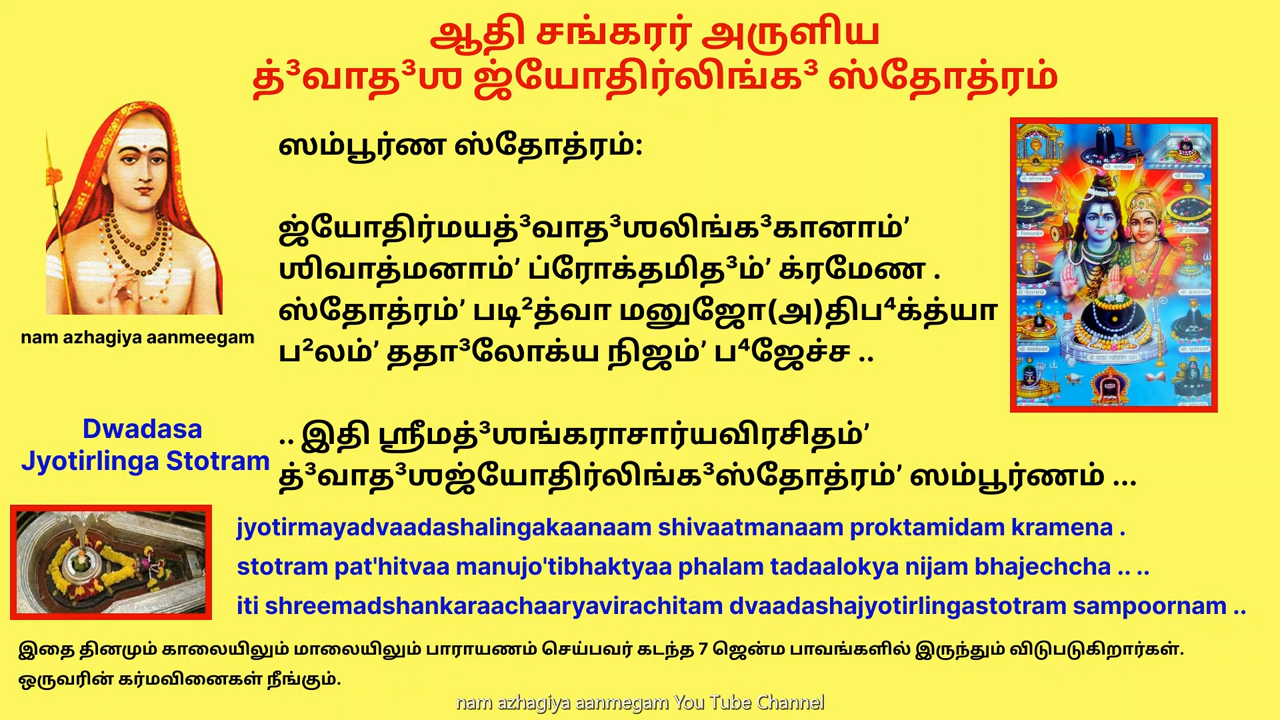 ஆதி சங்கரர் அருளிய
த்³வாத³ஶ ஜ்யோதிர்லிங்க³ ஸ்தோத்ரம்
ஸம்பூர்ண ஸ்தோத்ரம்:
ஜ்யோதிர்மயத்³வாத³ஶலிங்க³கானாம்’
ஶிவாத்மனாம்’ ப்ரோக்தமித³ம்’ க்ரமேண .
ஸ்தோத்ரம்’ படி²த்வா மனுஜோ(அ)திப⁴க்த்யா
ப²லம்’ ததா³லோக்ய நிஜம்’ ப⁴ஜேச்ச ..
nam azhagiya aanmeegam
.. இதி ஶ்ரீமத்³ஶங்கராசார்யவிரசிதம்’
த்³வாத³ஶஜ்யோதிர்லிங்க³ஸ்தோத்ரம்’ ஸம்பூர்ணம் ...
Dwadasa
Jyotirlinga Stotram
jyotirmayadvaadashalingakaanaam shivaatmanaam proktamidam kramena .
stotram pat'hitvaa manujo'tibhaktyaa phalam tadaalokya nijam bhajechcha .. ..
iti shreemadshankaraachaaryavirachitam dvaadashajyotirlingastotram sampoornam ..
இதை தினமும் காலையிலும் மாலையிலும் பாராயணம் செய்பவர் கடந்த 7 ஜென்ம பாவங்களில் இருந்தும் விடுபடுகிறார்கள்.
ஒருவரின் கர்மவினைகள் நீங்கும்.
nam azhagiya aanmegam You Tube Channel